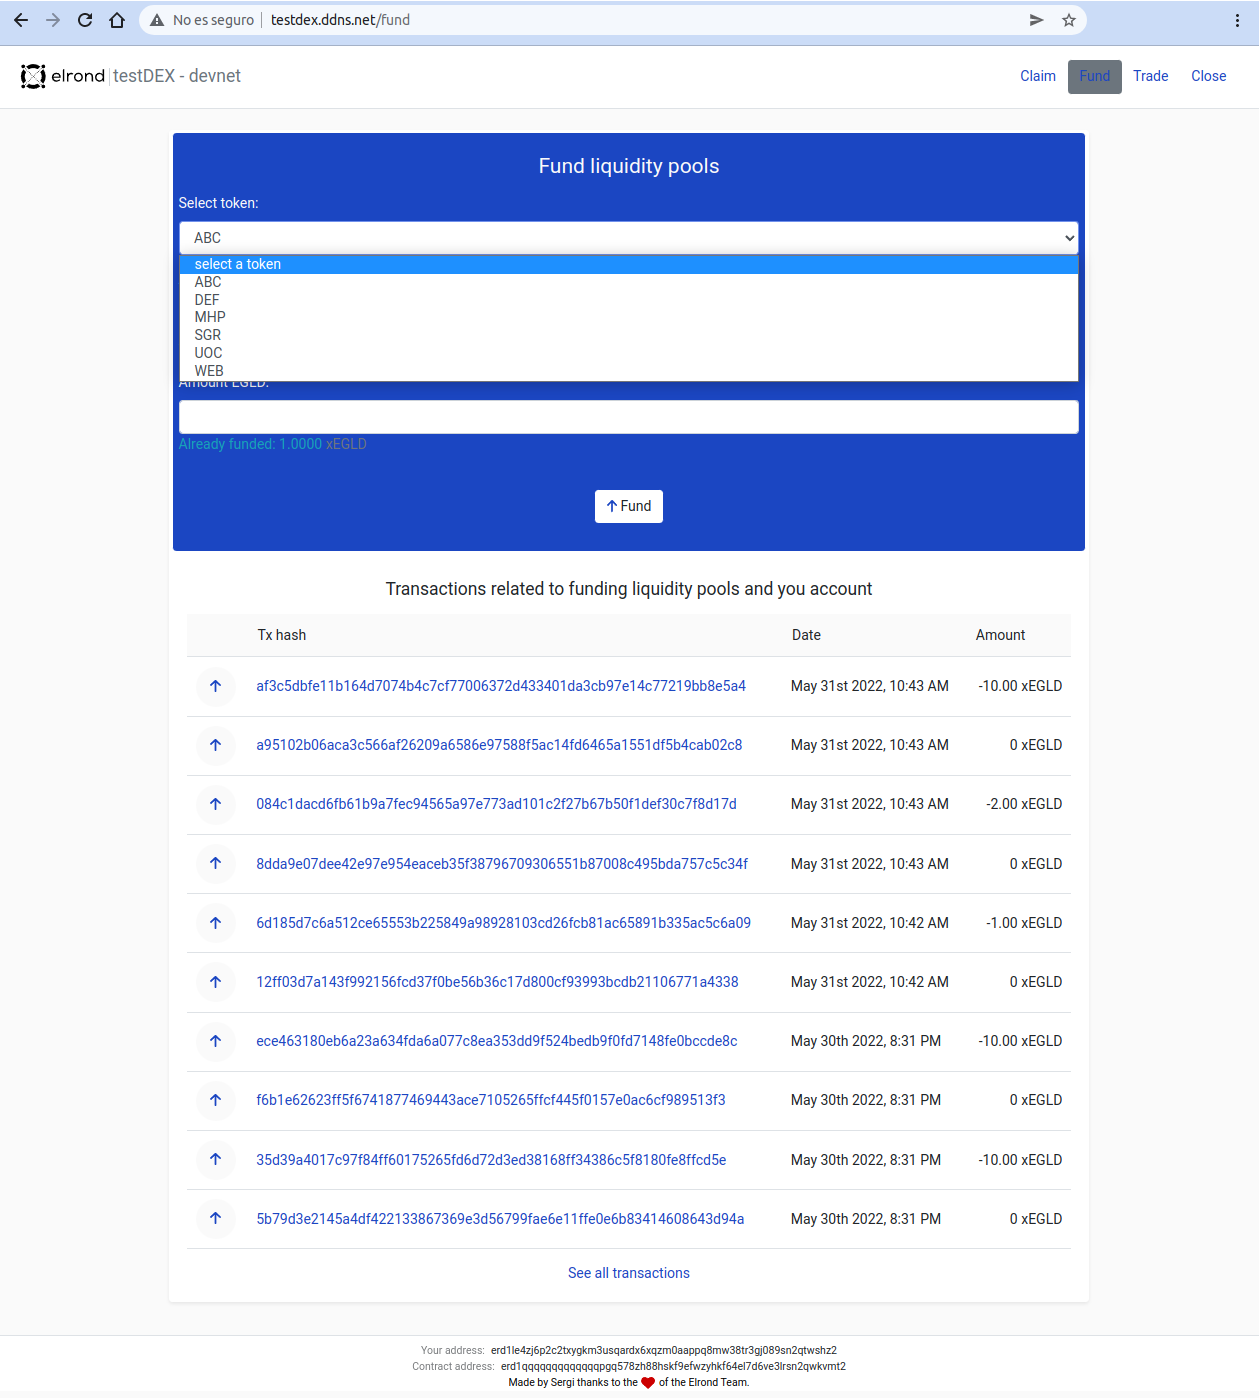 No es seguro testdex.ddns.net/fund
elrond testDEX - devnet Claim Fund Trade Close
Fund liquidity pools
Select token:
ABC
select a token
ABC
DEF
MHP
SGR
UOC
WEB
Amount EGLD:
Already funded: 1.0000 xEGLD
Fund
Transactions related to funding liquidity pools and you account
Tx hash Date Amount
af3c5dbfe11b164d7074b4c7cf77006372d433401da3cb97e14c77219bb8e5a4 May 31st 2022, 10:43 AM -10.00 xEGLD
a95102b06aca3c566af26209a6586e97588f5ac14fd6465a1551df5b4cab02c8 May 31st 2022, 10:43 AM 0 xEGLD
084c1dacd6fb61b9a7fec94565a97e773ad101c2f27b67b50f1def30c7f8d17d May 31st 2022, 10:43 AM -2.00 xEGLD
8dda9e07dee42e97e954eaceb35f38796709306551b87008c495bda757c5c34f May 31st 2022, 10:43 AM 0 xEGLD
6d185d7c6a512ce65553b225849a98928103cd26fcb81ac65891b335ac5c6a09 May 31st 2022, 10:42 AM -1.00 xEGLD
12ff03d7a143f992156fcd37f0be56b36c17d800cf93993bcdb21106771a4338 May 31st 2022, 10:42 AM 0 xEGLD
ece463180eb6a23a634fda6a077c8ea353dd9f524bedb9f0fd7148fe0bccde8c May 30th 2022, 8:31 PM -10.00 xEGLD
f6b1e62623ff5f6741877469443ace7105265ffcf445f0157e0ac6cf989513f3 May 30th 2022, 8:31 PM 0 xEGLD
35d39a4017c97f84ff60175265fd6d72d3ed38168ff34386c5f8180fe8ffcd5e May 30th 2022, 8:31 PM -10.00 xEGLD
5b79d3e2145a4df422133867369e3d56799fae6e11ffe0e6b83414608643d94a May 30th 2022, 8:31 PM 0 xEGLD
See all transactions
Your address: erd1le4zj6p2c2txygkm3usqardx6xqzm0aappq8mw38tr3gj089sn2qtwshz2
Contract address: erd1qqqqqqqqqqqqqpgq578zh88hskf9efwzyhkf64el7d6ve3lrsn2qwkvmt2
Made by Sergi thanks to the of the Elrond Team.